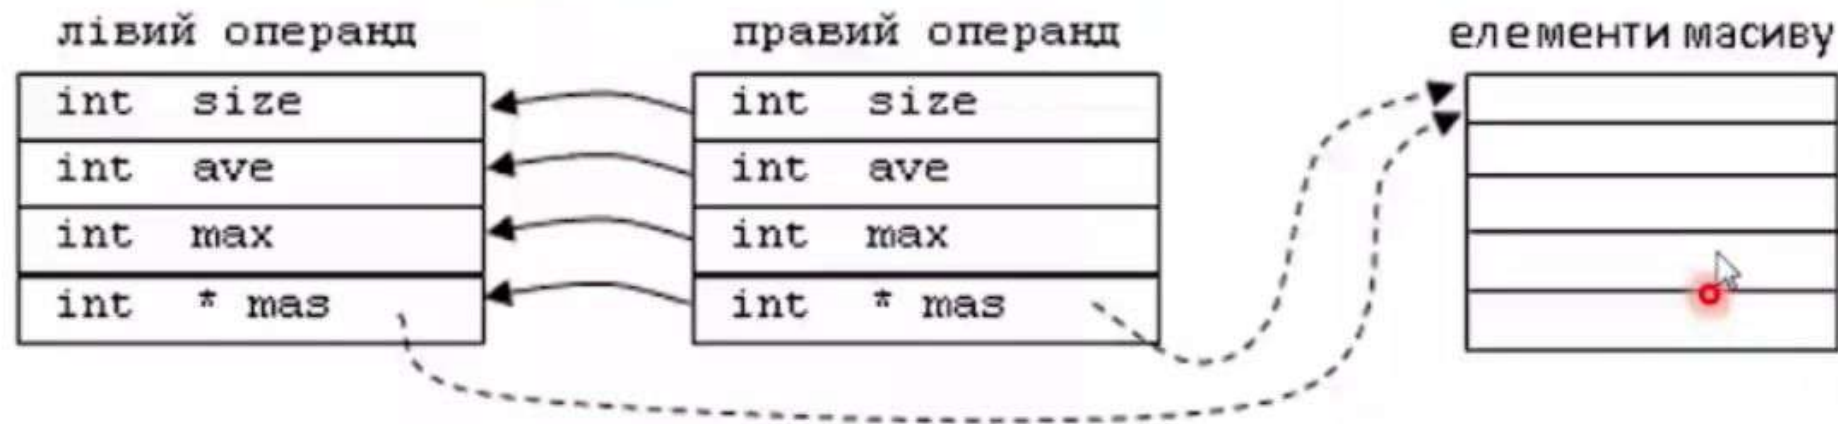 лівий операнд
правий операнд
елементи масиву
int size
int ave
int max
int * mas
int size
int ave
int max
int * mas